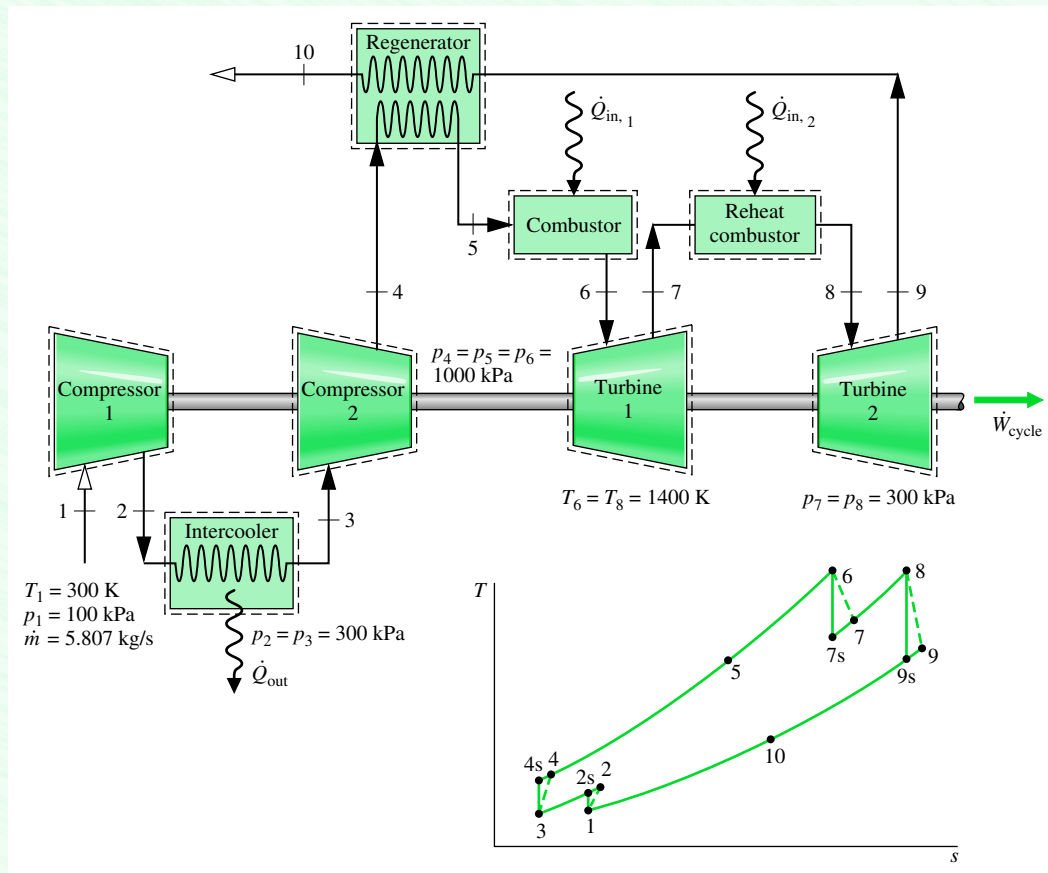 Regenerator
10
Q̇in, 1
Q̇in, 2
Combustor
Reheat
combustor
5
4
6
7
8
9
p4 = p5 = p6 =
1000 kPa
Compressor
1
Compressor
2
Turbine
1
Turbine
2
Ẇcycle
1
2
3
T6 = T8 = 1400 K
p7 = p8 = 300 kPa
Intercooler
T1 = 300 K
p1 = 100 kPa
ṁ = 5.807 kg/s
p2 = p3 = 300 kPa
Q̇out
T
6
8
7
7s
9
9s
5
10
4s
4
2s
2
3
1
s